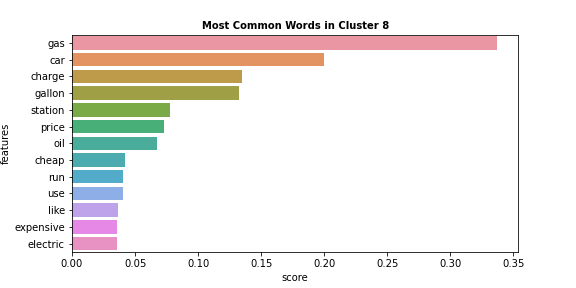 Most Common Words in Cluster 8
features
gas
car
charge
gallon
station
price
oil
cheap
run
use
like
expensive
electric
0.00 0.05 0.10 0.15 0.20 0.25 0.30 0.35
score